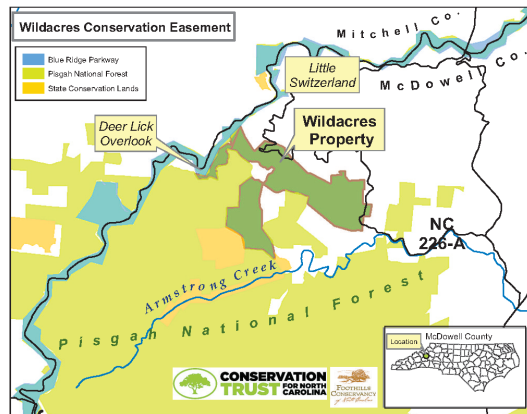 Wildacres Conservation Easement
Blue Ridge Parkway
Pisgah National Forest
State Conservation Lands
Mitchell Co.
McDowell Co.
Little
Switzerland
Deer Lick
Overlook
Wildacres
Property
NC
226-A
Armstrong Creek
Pisgah National Forest
Location
McDowell County
CONSERVATION
TRUST FOR NORTH
CAROLINA
FOOTHILLS
CONSERVANCY